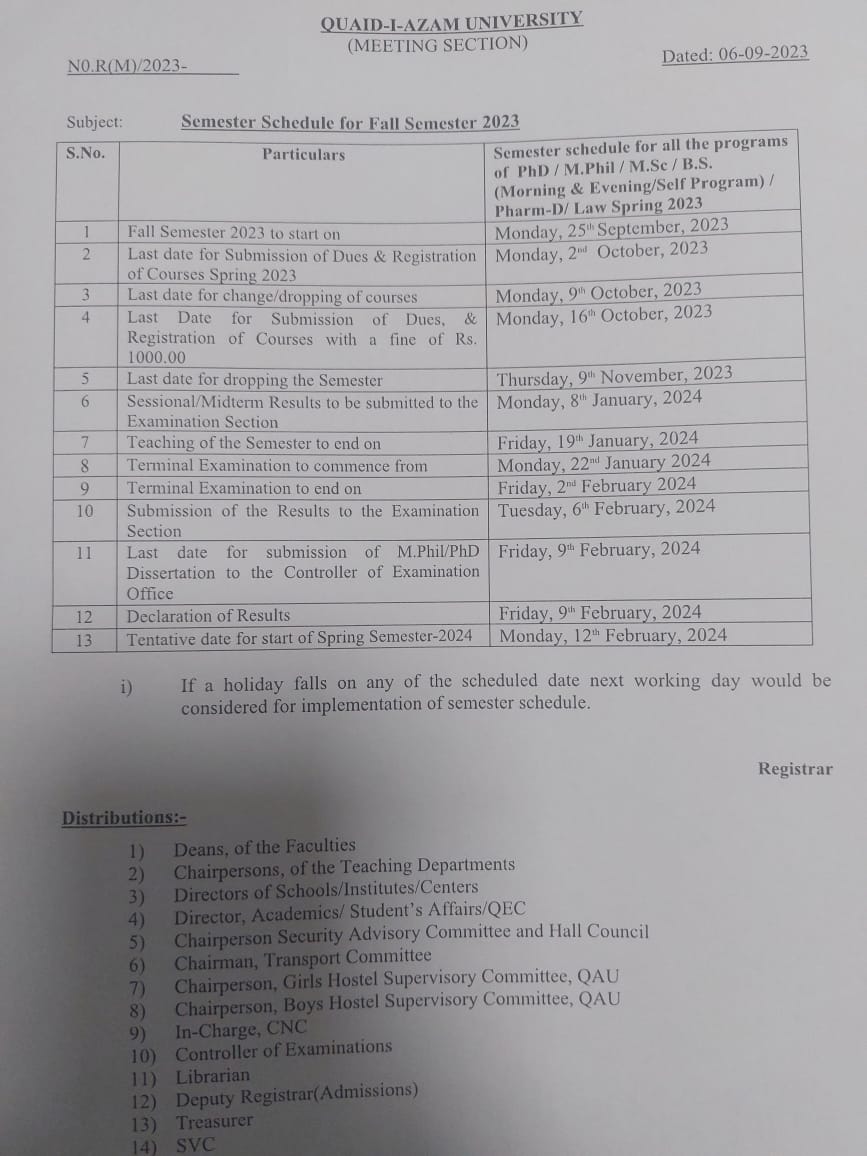 QUAID-I-AZAM UNIVERSITY
(MEETING SECTION)
N0.R(M)/2023-
Dated: 06-09-2023
Subject: Semester Schedule for Fall Semester 2023
S.No. Particulars Semester schedule for all the programs
of PhD / M.Phil / M.Sc / B.S.
(Morning & Evening/Self Program) /
Pharm-D/ Law Spring 2023
1 Fall Semester 2023 to start on Monday, 25th September, 2023
2 Last date for Submission of Dues & Registration Monday, 2nd October, 2023
of Courses Spring 2023
3 Last date for change/dropping of courses Monday, 9th October, 2023
4 Last Date for Submission of Dues, & Monday, 16th October, 2023
Registration of Courses with a fine of Rs.
1000.00
5 Last date for dropping the Semester Thursday, 9th November, 2023
6 Sessional/Midterm Results to be submitted to the Monday, 8th January, 2024
Examination Section
7 Teaching of the Semester to end on Friday, 19th January, 2024
8 Terminal Examination to commence from Monday, 22nd January 2024
9 Terminal Examination to end on Friday, 2nd February 2024
10 Submission of the Results to the Examination Tuesday, 6th February, 2024
Section
11 Last date for submission of M.Phil/PhD Friday, 9th February, 2024
Dissertation to the Controller of Examination
Office
12 Declaration of Results Friday, 9th February, 2024
13 Tentative date for start of Spring Semester-2024 Monday, 12th February, 2024
i) If a holiday falls on any of the scheduled date next working day would be
considered for implementation of semester schedule.
Registrar
Distributions:-
1) Deans, of the Faculties
2) Chairpersons, of the Teaching Departments
3) Directors of Schools/Institutes/Centers
4) Director, Academics/ Student's Affairs/QEC
5) Chairperson Security Advisory Committee and Hall Council
6) Chairman, Transport Committee
7) Chairperson, Girls Hostel Supervisory Committee, QAU
8) Chairperson, Boys Hostel Supervisory Committee, QAU
9) In-Charge, CNC
10) Controller of Examinations
11) Librarian
12) Deputy Registrar(Admissions)
13) Treasurer
14) SVC